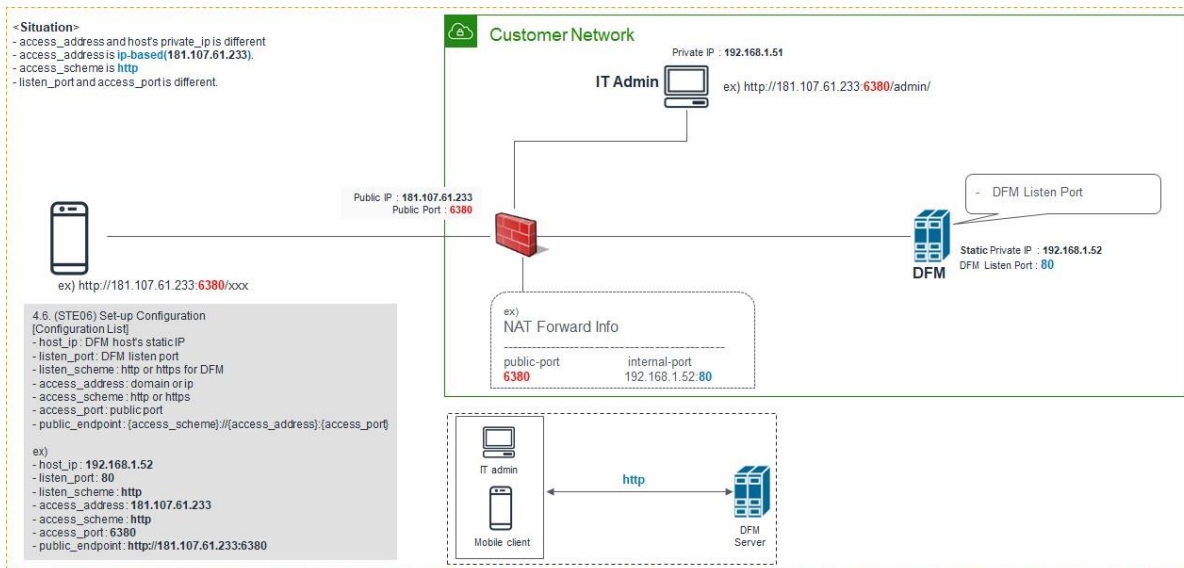 <Situation>
- access_address and host's private_ip is different
- access_address is ip-based(181.107.61.233).
- access_scheme is http
- listen_port and access_port is different.
Customer Network
Private IP : 192.168.1.51
IT Admin
ex) http://181.107.61.233:6380/admin/
Public IP : 181.107.61.233
Public Port : 6380
- DFM Listen Port
DFM
Static Private IP : 192.168.1.52
DFM Listen Port : 80
ex) http://181.107.61.233:6380/xxx
ex)
NAT Forward Info
public-port internal-port
6380 192.168.1.52:80
4.6. (STE06) Set-up Configuration
[Configuration List]
- host_ip : DFM host's static IP
- listen_port : DFM listen port
- listen_scheme : http or https for DFM
- access_address : domain or ip
- access_scheme : http or https
- access_port : public port
- public_endpoint : {access_scheme}://{access_address}:{access_port}
ex)
- host_ip : 192.168.1.52
- listen_port : 80
- listen_scheme : http
- access_address : 181.107.61.233
- access_scheme : http
- access_port : 6380
- public_endpoint : http://181.107.61.233:6380
IT admin
Mobile client
http
DFM
Server